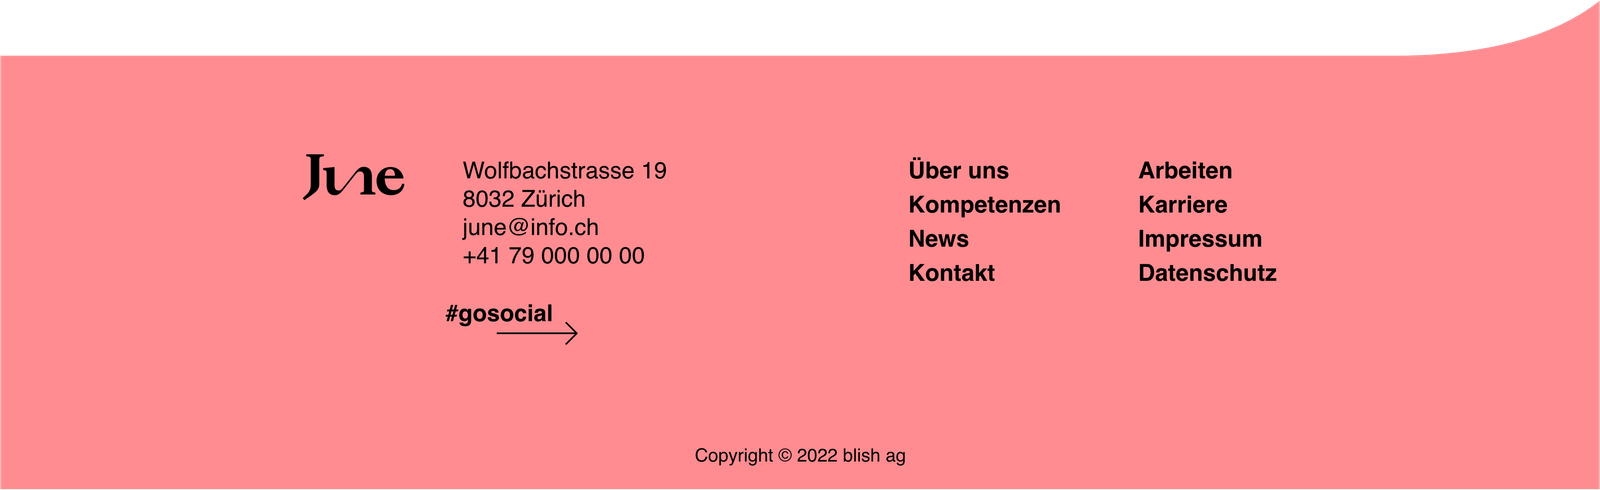 June
Wolfbachstrasse 19
8032 Zürich
june@info.ch
+41 79 000 00 00
#gosocial
Über uns
Kompetenzen
News
Kontakt
Arbeiten
Karriere
Impressum
Datenschutz
Copyright © 2022 blish ag